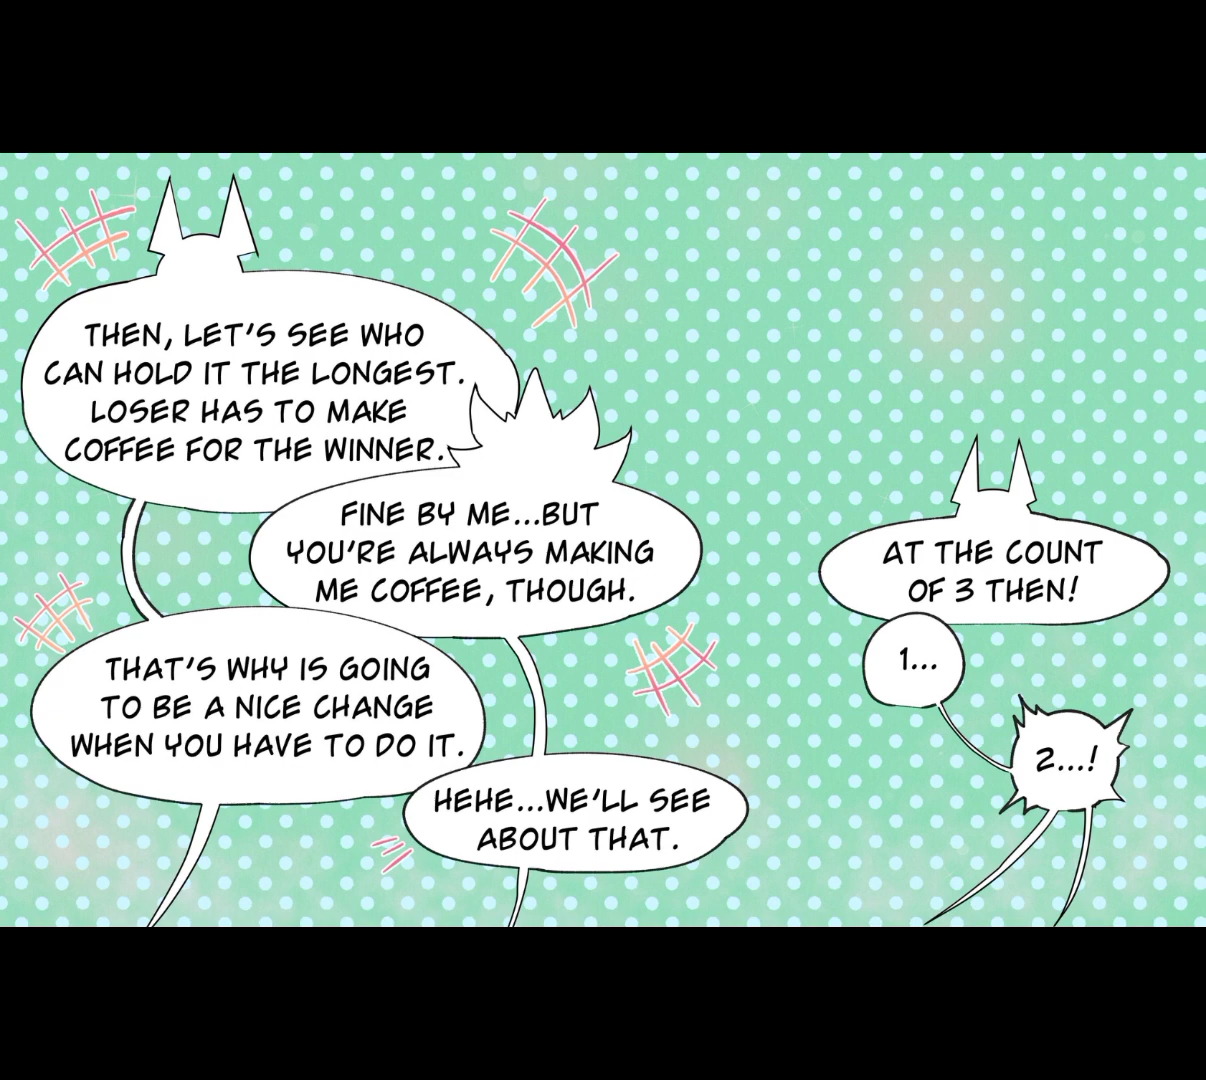 THEN, LET'S SEE WHO
CAN HOLD IT THE LONGEST.
LOSER HAS TO MAKE
COFFEE FOR THE WINNER.
FINE BY ME...BUT
YOU'RE ALWAYS MAKING
ME COFFEE, THOUGH.
THAT'S WHY IS GOING
TO BE A NICE CHANGE
WHEN YOU HAVE TO DO IT.
HEHE...WE'LL SEE
ABOUT THAT.
AT THE COUNT
OF 3 THEN!
1...
2...!